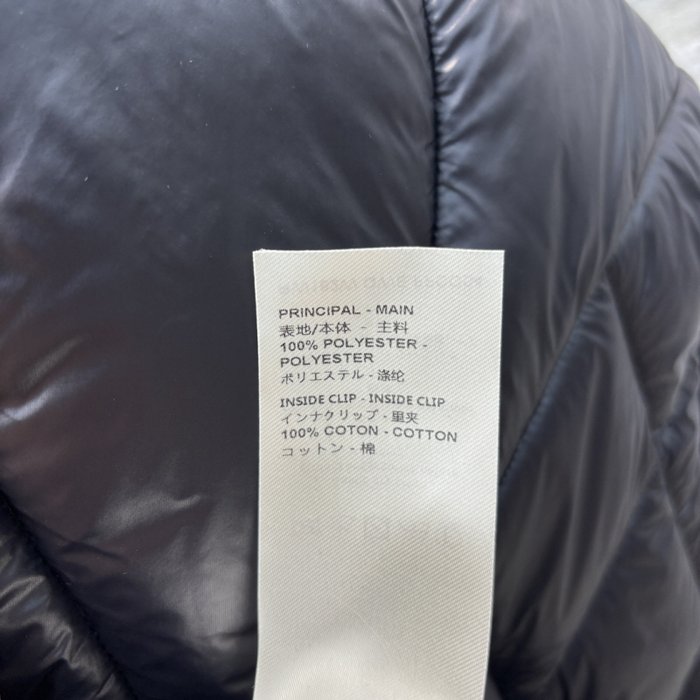 PRINCIPAL - MAIN
表地/本体 - 主料
100% POLYESTER -
POLYESTER
ポリエステル - 涤纶
INSIDE CLIP - INSIDE CLIP
インナクリップ - 里夹
100% COTON - COTTON
コットン - 棉